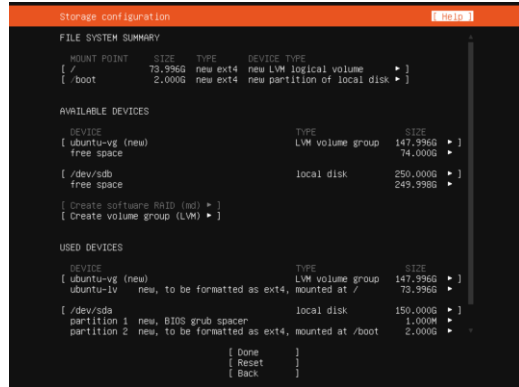 Storage configuration [ Help ]
FILE SYSTEM SUMMARY
MOUNT POINT SIZE TYPE DEVICE TYPE
[ / 73.996G new ext4 new LVM logical volume ▸ ]
[ /boot 2.000G new ext4 new partition of local disk ▸ ]
AVAILABLE DEVICES
DEVICE TYPE SIZE
[ ubuntu-vg (new) LVM volume group 147.996G ▸ ]
free space 74.000G ▸
[ /dev/sdb local disk 250.000G ▸ ]
free space 249.998G ▸
[ Create software RAID (md) ▸ ]
[ Create volume group (LVM) ▸ ]
USED DEVICES
DEVICE TYPE SIZE
[ ubuntu-vg (new) LVM volume group 147.996G ▸ ]
ubuntu-lv new, to be formatted as ext4, mounted at / 73.996G ▸
[ /dev/sda local disk 150.000G ▸ ]
partition 1 new, BIOS grub spacer 1.000M ▸
partition 2 new, to be formatted as ext4, mounted at /boot 2.000G ▸
[ Done ]
[ Reset ]
[ Back ]